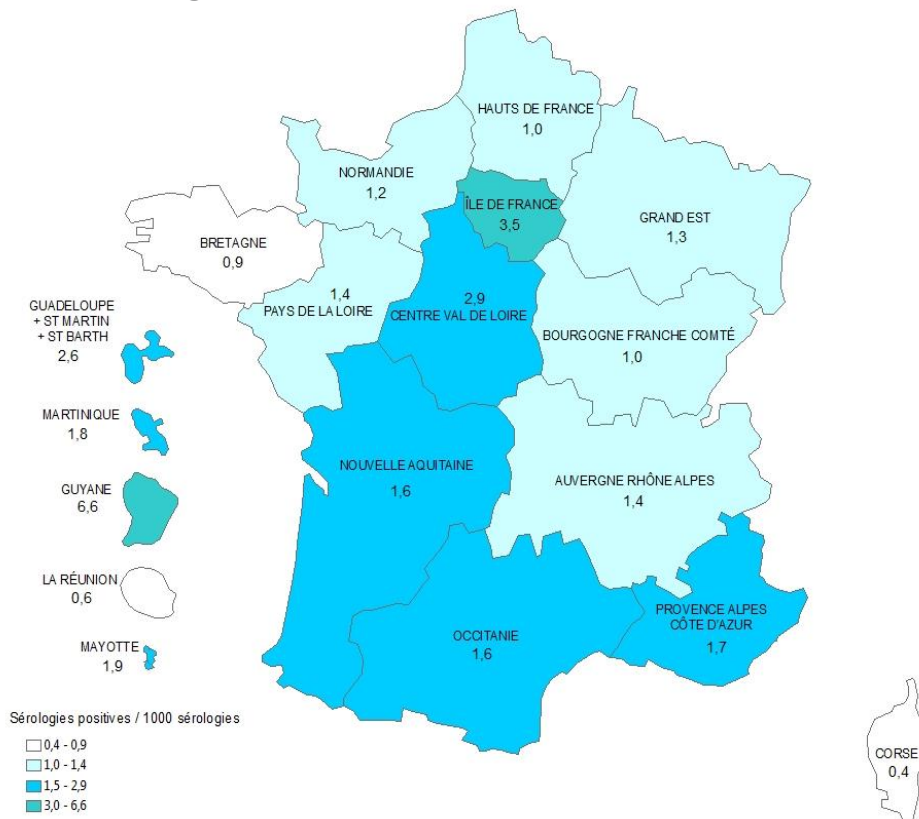 HAUTS DE FRANCE
1,0
NORMANDIE
1,2
ÎLE DE FRANCE
3,5
GRAND EST
1,3
BRETAGNE
0,9
1,4
PAYS DE LA LOIRE
2,9
CENTRE VAL DE LOIRE
BOURGOGNE FRANCHE COMTÉ
1,0
GUADELOUPE
+ ST MARTIN
+ ST BARTH
2,6
MARTINIQUE
1,8
GUYANE
6,6
LA RÉUNION
0,6
MAYOTTE
1,9
NOUVELLE AQUITAINE
1,6
AUVERGNE RHÔNE ALPES
1,4
OCCITANIE
1,6
PROVENCE ALPES
CÔTE D'AZUR
1,7
CORSE
0,4
Sérologies positives / 1000 sérologies
0,4 - 0,9
1,0 - 1,4
1,5 - 2,9
3,0 - 6,6